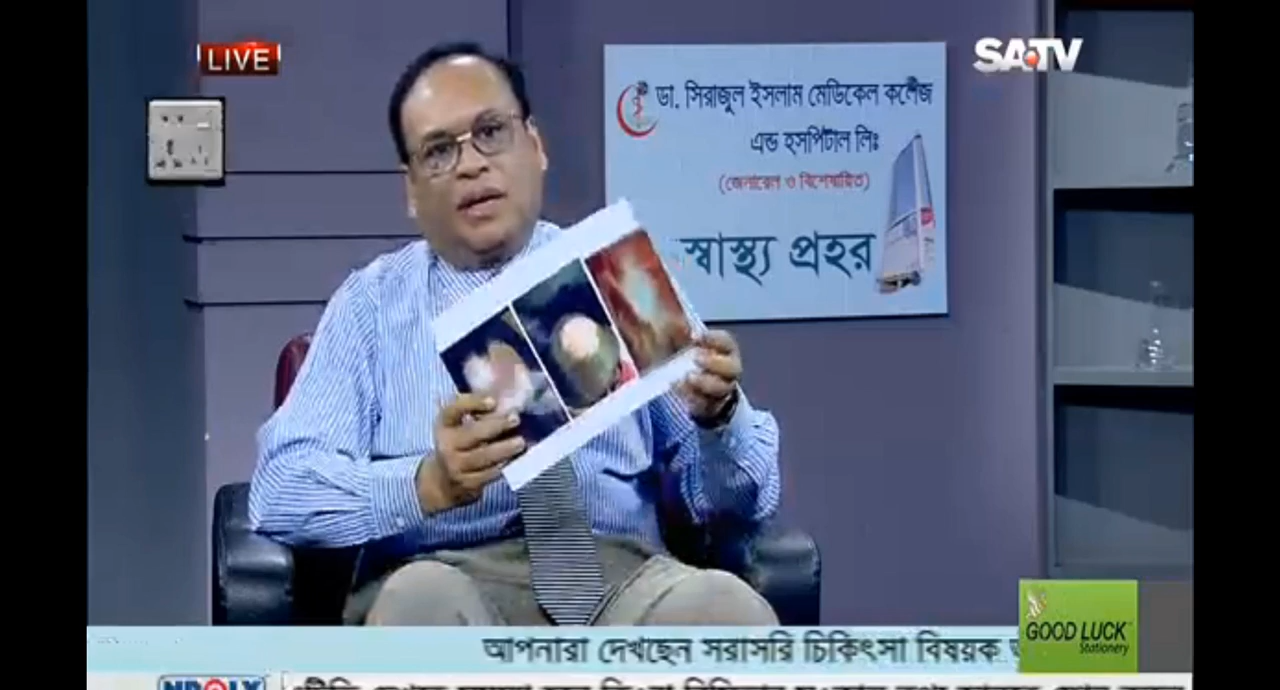 LIVE
SATV
ডা. সিরাজুল ইসলাম মেডিকেল কলেজ
এন্ড হসপিটাল লিঃ
(জেনারেল ও বিশেষায়িত)
স্বাস্থ্য প্রহর
GOOD LUCK
Stationery
আপনারা দেখছেন সরাসরি চিকিৎসা বিষয়ক